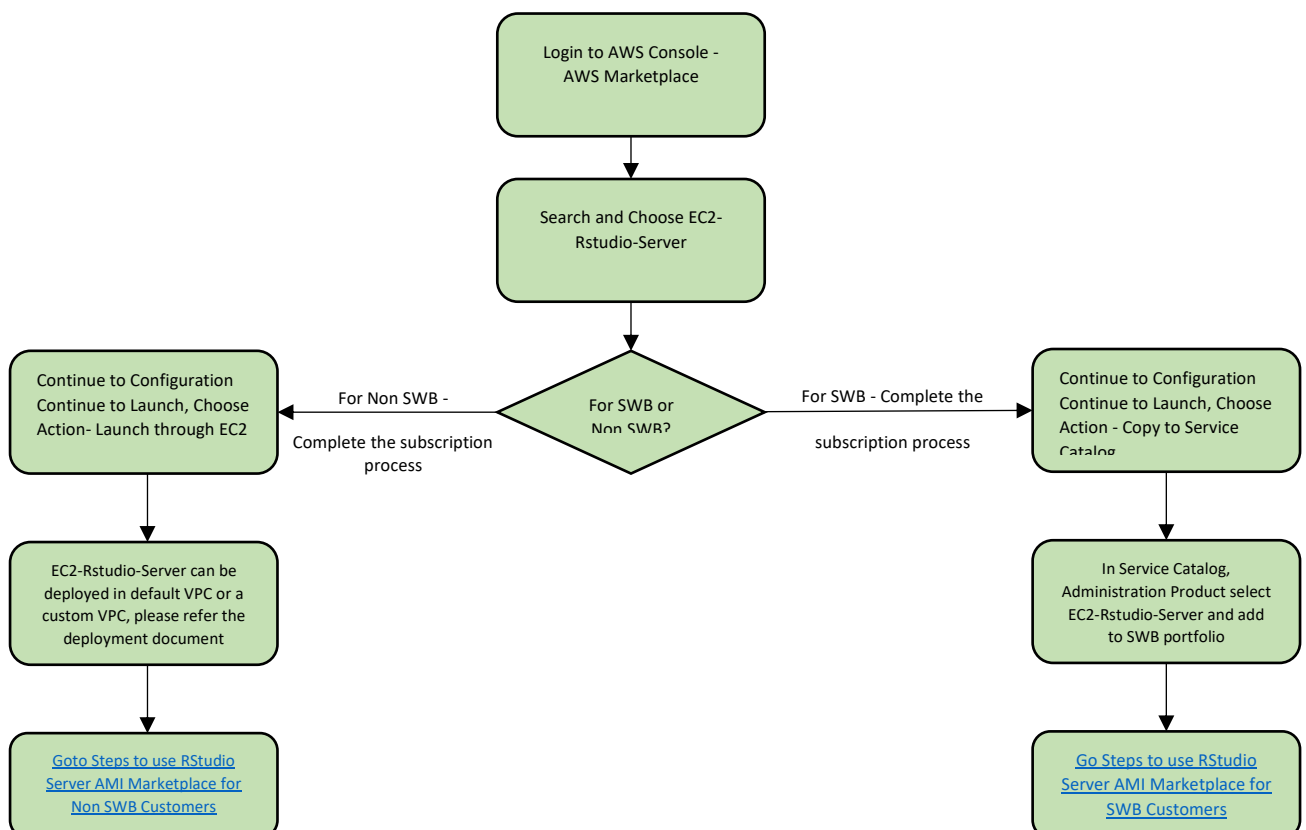 Login to AWS Console -
AWS Marketplace
Search and Choose EC2-
Rstudio-Server
For SWB or
Non SWB?
For Non SWB -
Complete the subscription
process
For SWB - Complete the
subscription process
Continue to Configuration
Continue to Launch, Choose
Action- Launch through EC2
Continue to Configuration
Continue to Launch, Choose
Action - Copy to Service
Catalog
EC2-Rstudio-Server can be
deployed in default VPC or a
custom VPC, please refer the
deployment document
In Service Catalog,
Administration Product select
EC2-Rstudio-Server and add
to SWB portfolio
Goto Steps to use RStudio
Server AMI Marketplace for
Non SWB Customers
Go Steps to use RStudio
Server AMI Marketplace for
SWB Customers